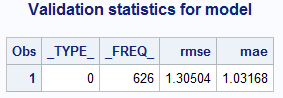 Validation statistics for model
Obs _TYPE_ _FREQ_ rmse mae
1 0 626 1.30504 1.03168